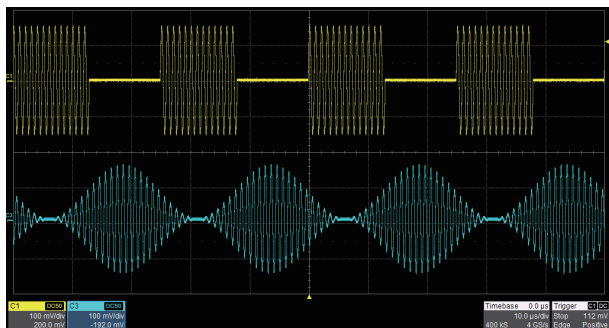 C1
C3
C1 DC50
100 mV/div
200.0 mV
C3 DC50
100 mV/div
-192.0 mV
Timebase 0.0 µs
10.0 µs/div
400 kS 4 GS/s
Trigger C1 DC
Stop 112 mV
Edge Positive